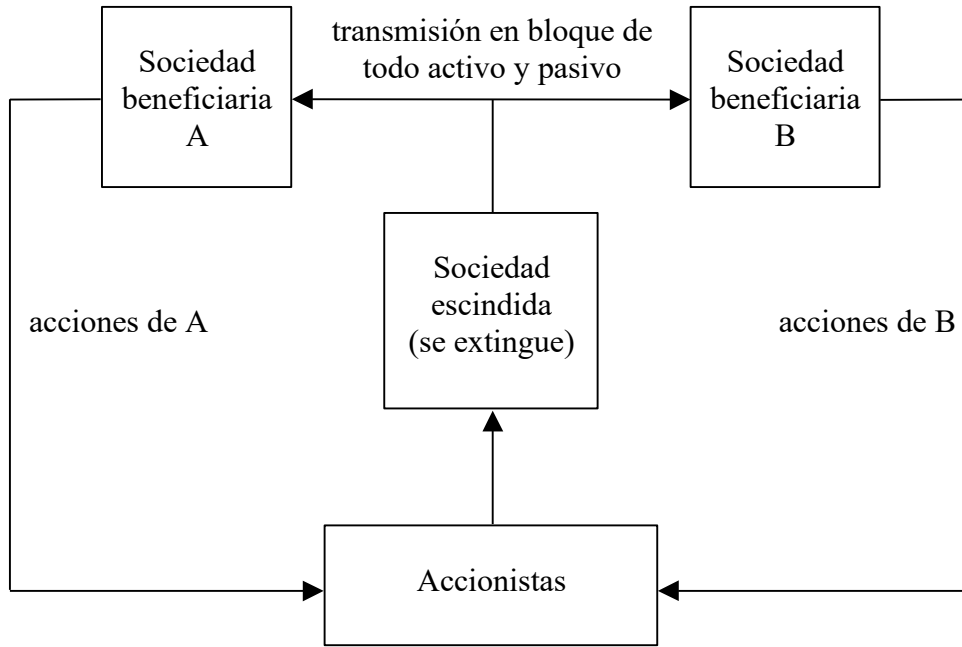 Sociedad
beneficiaria
A
transmisión en bloque de
todo activo y pasivo
Sociedad
beneficiaria
B
Sociedad
escindida
(se extingue)
acciones de A
acciones de B
Accionistas